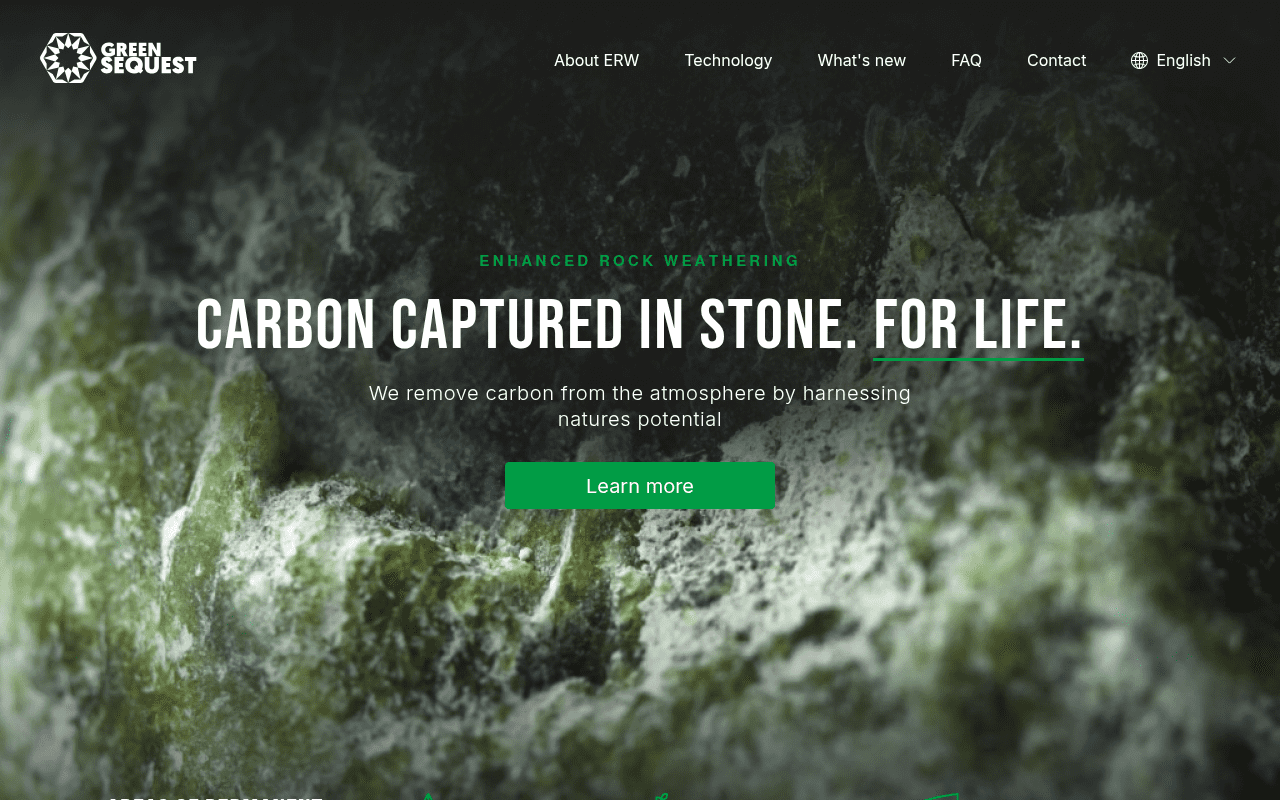 GREEN
SEQUEST
About ERW
Technology
What's new
FAQ
Contact
English
ENHANCED ROCK WEATHERING
CARBON CAPTURED IN STONE. FOR LIFE.
We remove carbon from the atmosphere by harnessing
natures potential
Learn more